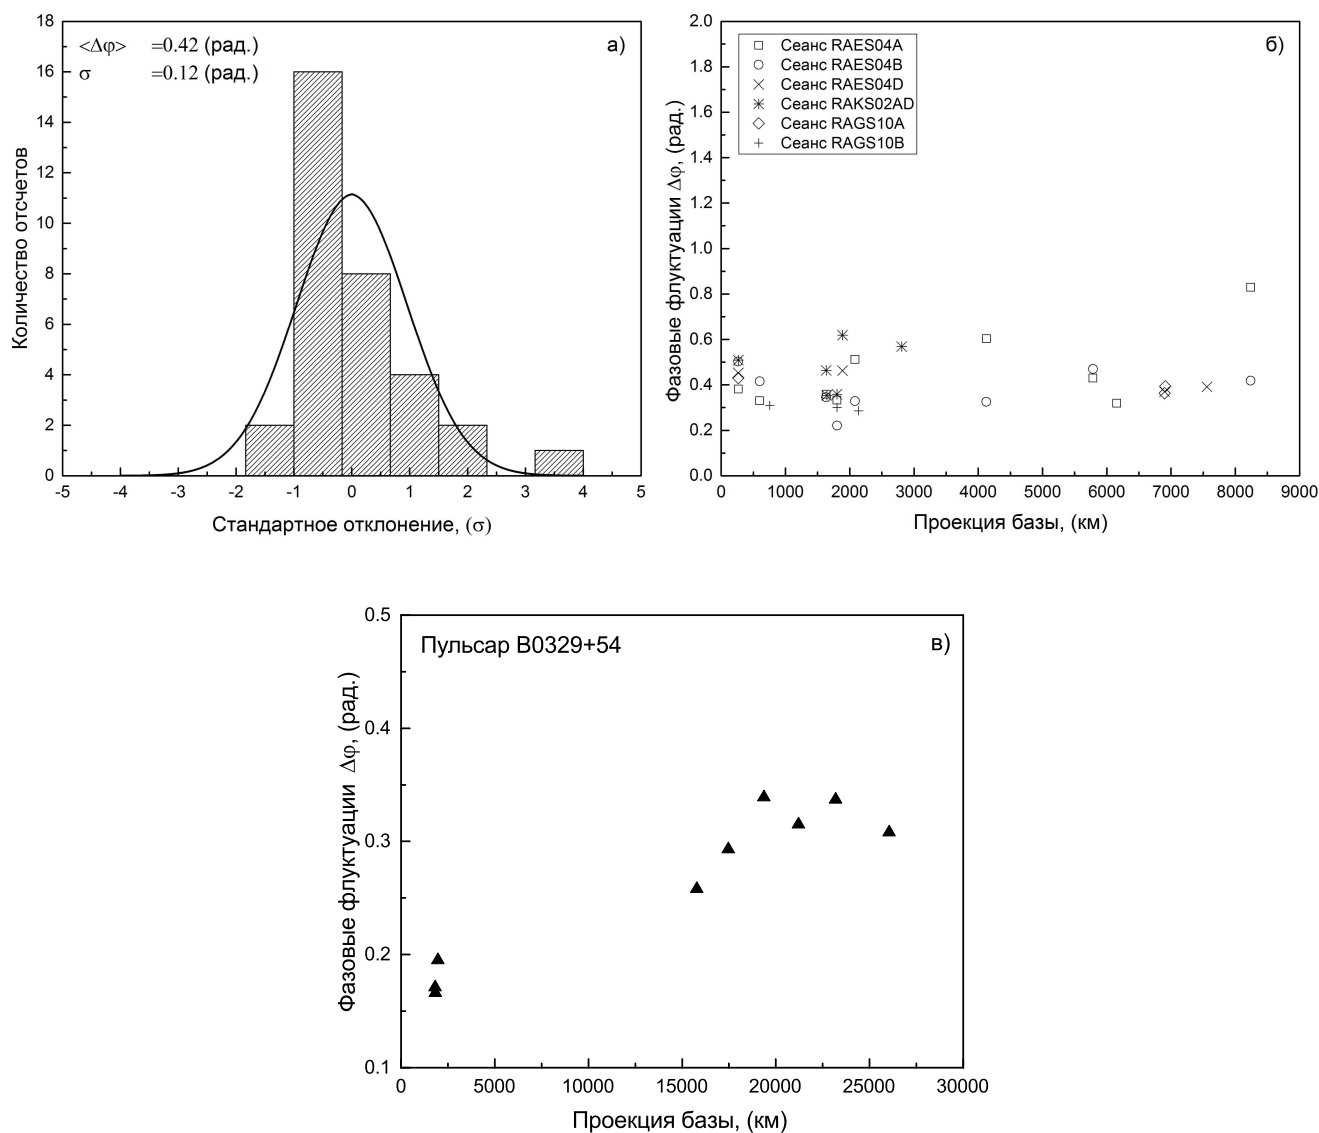 <Δφ> =0.42 (рад.)
σ =0.12 (рад.)
а)
18
16
14
12
10
8
6
4
2
0
Количество отсчетов
-5 -4 -3 -2 -1 0 1 2 3 4 5
Стандартное отклонение, (σ)
б)
Сеанс RAES04A
Сеанс RAES04B
Сеанс RAES04D
Сеанс RAKS02AD
Сеанс RAGS10A
Сеанс RAGS10B
2.0
1.8
1.6
1.4
1.2
1.0
0.8
0.6
0.4
0.2
0.0
Фазовые флуктуации Δφ, (рад.)
0 1000 2000 3000 4000 5000 6000 7000 8000 9000
Проекция базы, (км)
Пульсар B0329+54
в)
0.5
0.4
0.3
0.2
0.1
Фазовые флуктуации Δφ, (рад.)
0 5000 10000 15000 20000 25000 30000
Проекция базы, (км)